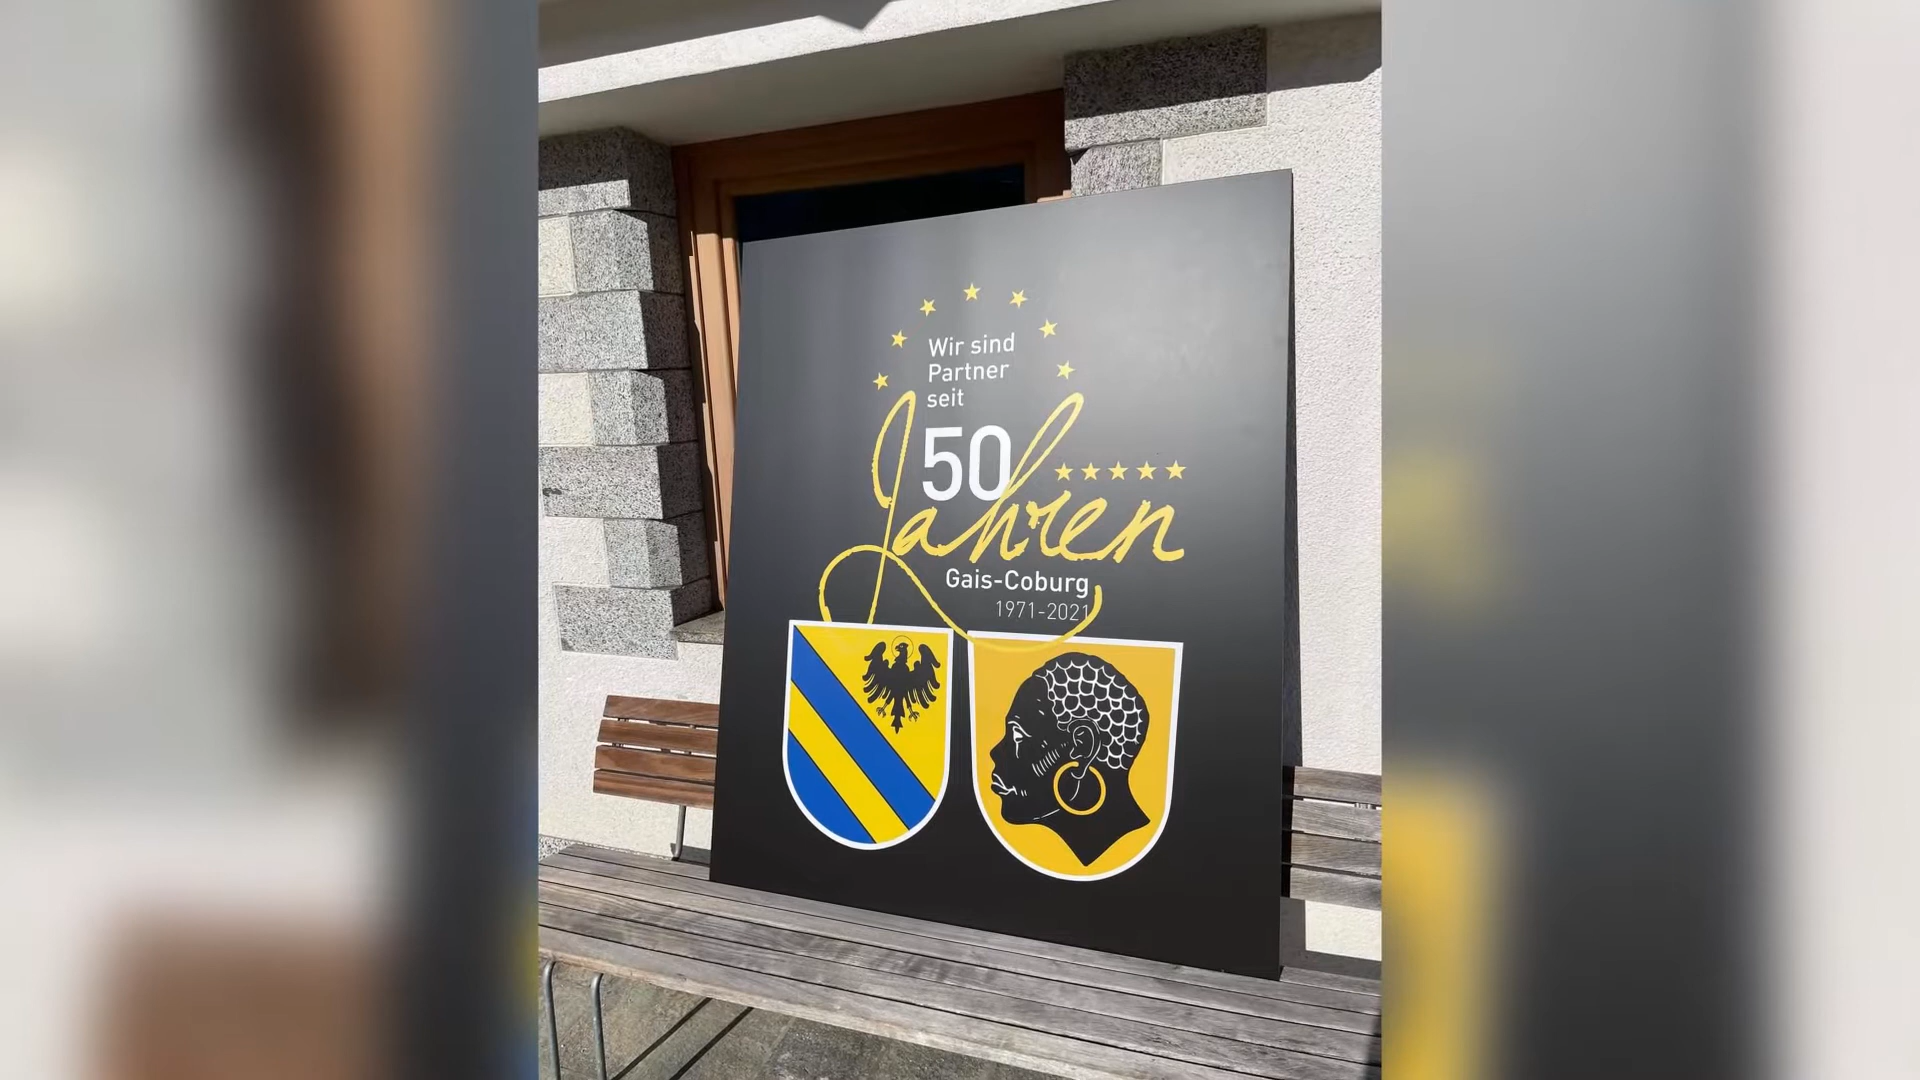 Wir sind
Partner
seit
50
Jahren
Gais-Coburg
1971-2021